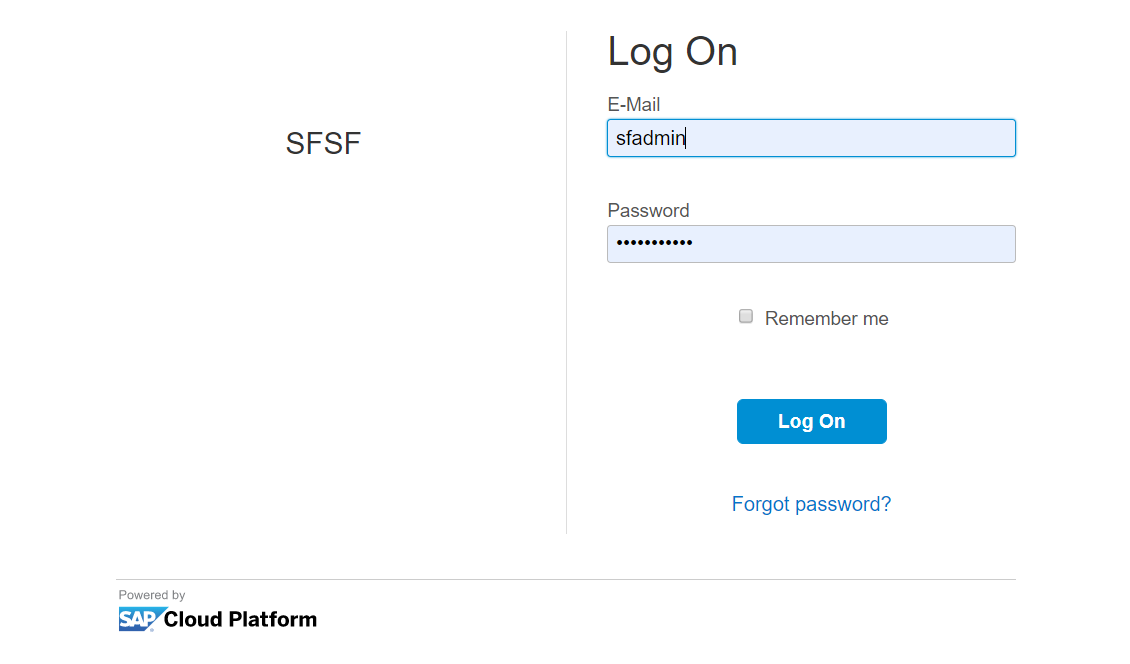 SFSF
Log On
E-Mail
sfadmin
Password
•••••••••••
Remember me
Log On
Forgot password?
Powered by
SAP Cloud Platform